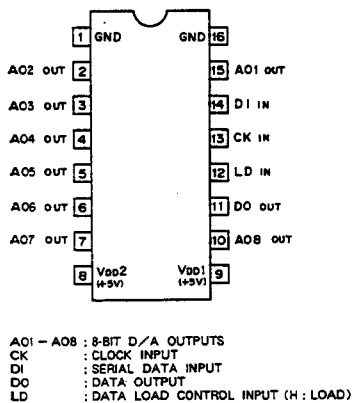 1 GND GND 16
AO2 OUT 2 15 AO1 OUT
AO3 OUT 3 14 DI IN
AO4 OUT 4 13 CK IN
AO5 OUT 5 12 LD IN
AO6 OUT 6 11 DO OUT
AO7 OUT 7 10 AO8 OUT
8 VDD2 VDD1 9
(+5V) (+5V)
AO1 - AO8 : 8-BIT D/A OUTPUTS
CK : CLOCK INPUT
DI : SERIAL DATA INPUT
DO : DATA OUTPUT
LD : DATA LOAD CONTROL INPUT (H : LOAD)